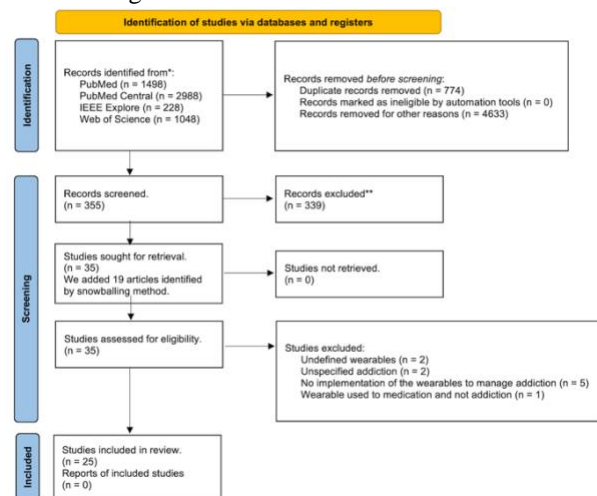 Identification of studies via databases and registers
Identification
Records identified from*:
PubMed (n = 1498)
PubMed Central (n = 2988)
IEEE Explore (n = 228)
Web of Science (n = 1048)
Records removed before screening:
Duplicate records removed (n = 774)
Records marked as ineligible by automation tools (n = 0)
Records removed for other reasons (n = 4633)
Screening
Records screened.
(n = 355)
Records excluded**
(n = 339)
Studies sought for retrieval.
(n = 35)
We added 19 articles identified
by snowballing method.
Studies not retrieved.
(n = 0)
Studies assessed for eligibility.
(n = 35)
Studies excluded:
Undefined wearables (n = 2)
Unspecified addiction (n = 2)
No implementation of the wearables to manage addiction (n = 5)
Wearable used to medication and not addiction (n = 1)
Included
Studies included in review.
(n = 25)
Reports of included studies
(n = 0)